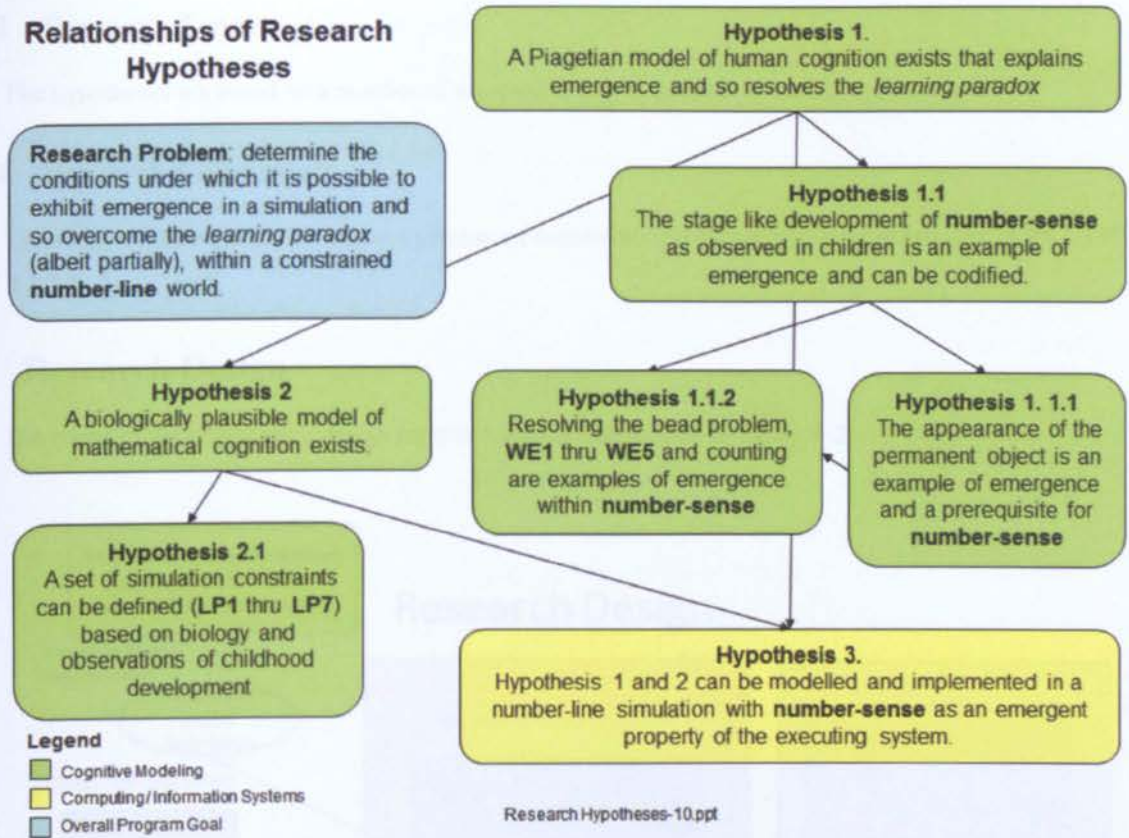 Relationships of Research
Hypotheses
Hypothesis 1.
A Piagetian model of human cognition exists that explains
emergence and so resolves the learning paradox
Research Problem: determine the
conditions under which it is possible to
exhibit emergence in a simulation and
so overcome the learning paradox
(albeit partially), within a constrained
number-line world.
Hypothesis 1.1
The stage like development of number-sense
as observed in children is an example of
emergence and can be codified.
Hypothesis 2
A biologically plausible model of
mathematical cognition exists.
Hypothesis 1.1.2
Resolving the bead problem,
WE1 thru WE5 and counting
are examples of emergence
within number-sense
Hypothesis 1. 1.1
The appearance of the
permanent object is an
example of emergence
and a prerequisite for
number-sense
Hypothesis 2.1
A set of simulation constraints
can be defined (LP1 thru LP7)
based on biology and
observations of childhood
development
Hypothesis 3.
Hypothesis 1 and 2 can be modelled and implemented in a
number-line simulation with number-sense as an emergent
property of the executing system.
Legend
Cognitive Modeling
Computing/Information Systems
Overall Program Goal
Research Hypotheses-10.ppt
Research Design